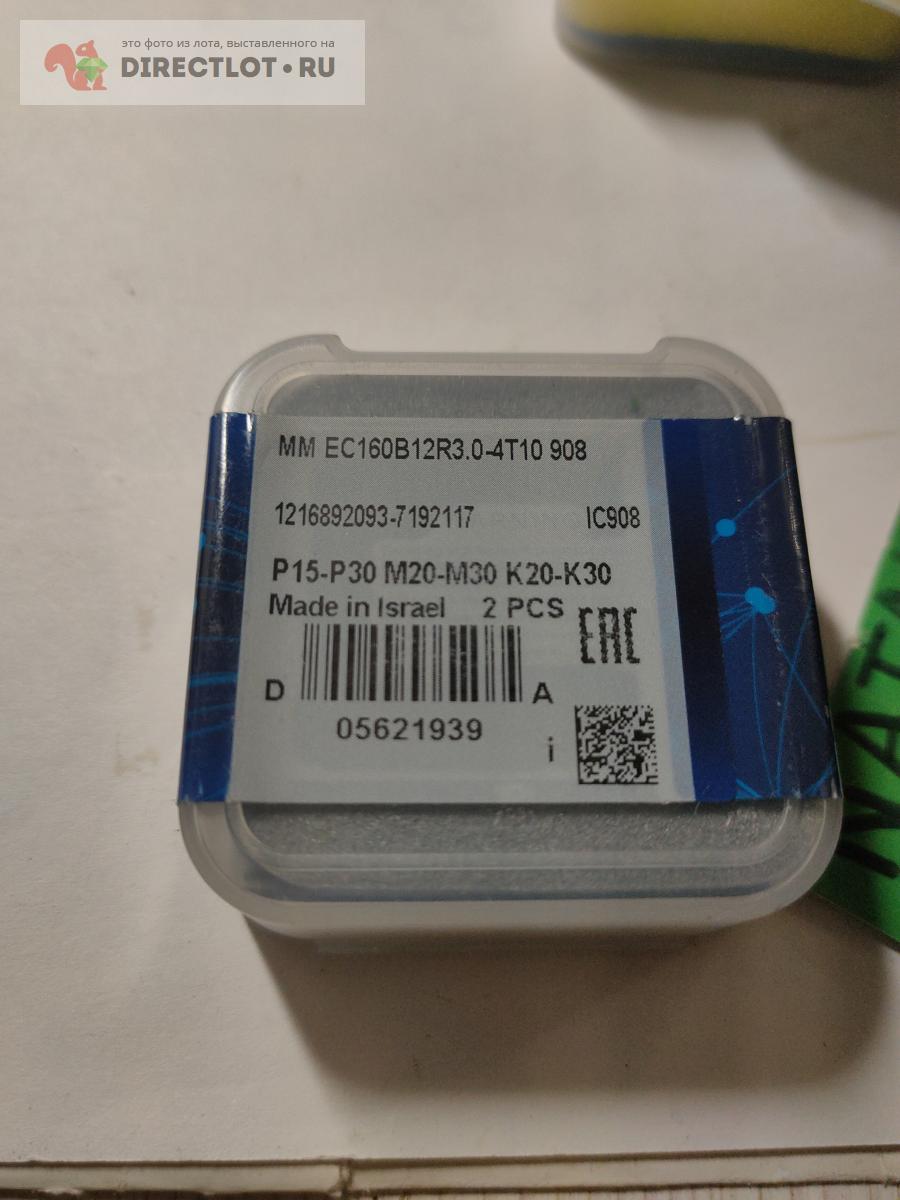 это фото из лота, выставленного на
DIRECTLOT•RU
MM EC160B12R3.0-4T10 908
1216892093-7192117 IC908
P15-P30 M20-M30 K20-K30
Made in Israel 2 PCS
EAC
D A
05621939
i
NATA